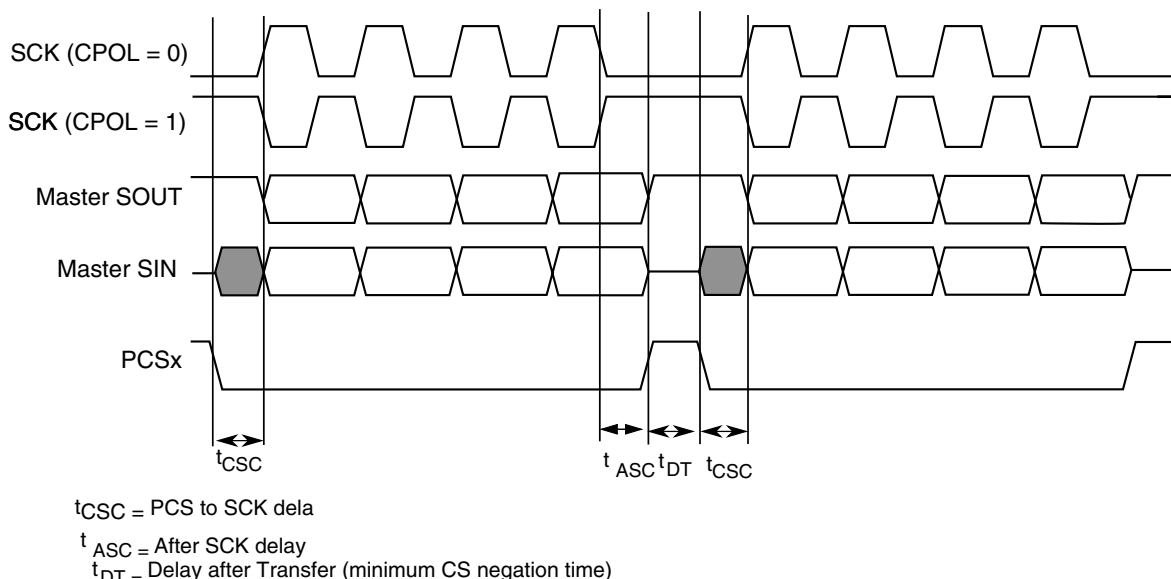 SCK (CPOL = 0)
SCK (CPOL = 1)
Master SOUT
Master SIN
PCSx
tCSC
t ASC
tDT
tCSC
tCSC = PCS to SCK dela
t ASC = After SCK delay
tDT = Delay after Transfer (minimum CS negation time)